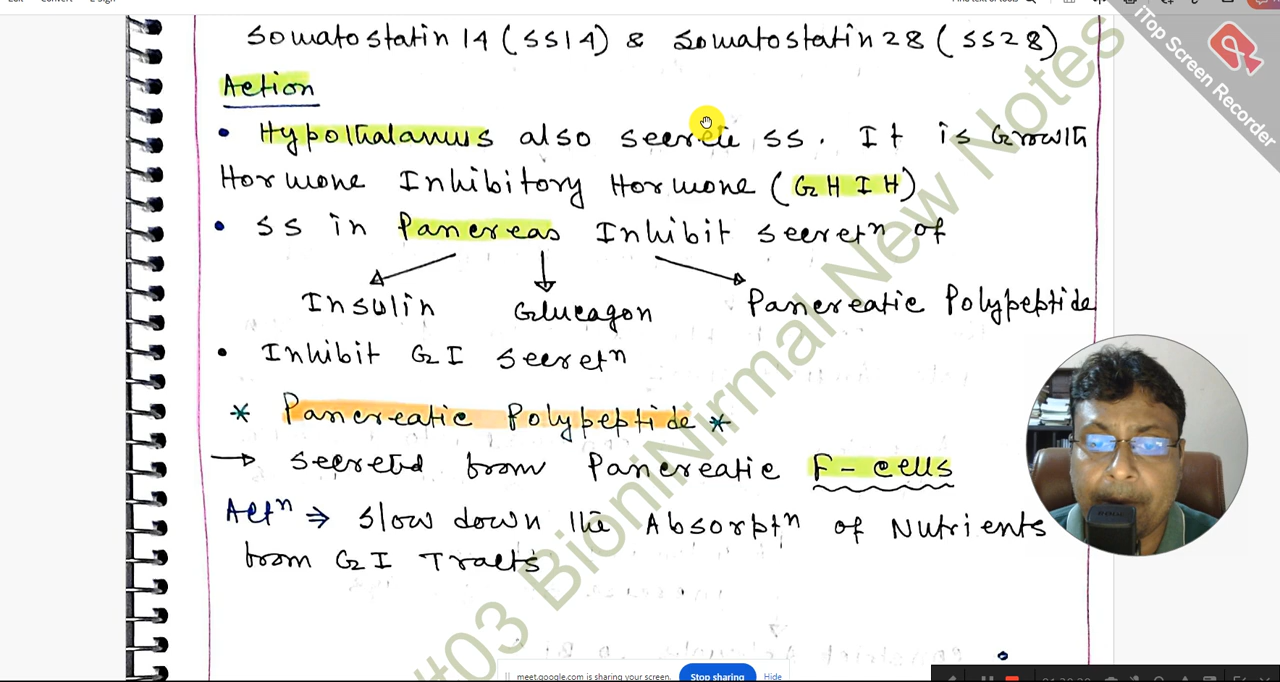 Somatostatin 14 (SS14) & Somatostatin 28 (SS28)
Action
• Hypothalamus also secrete SS. It is Growth
Hormone Inhibitory Hormone (GHIH)
• SS in Pancreas Inhibit secretⁿ of
Insulin Glucagon Pancreatic Polypeptide
• Inhibit GI secretⁿ
* Pancreatic Polypeptide *
→ Secreted from Pancreatic F-cells
Actⁿ ⇒ Slow down the Absorptⁿ of Nutrients
from GI Tracts
#03 BioniNirmal New Notes
iTop Screen Recorder
meet.google.com is sharing your screen.
Stop sharing
Hide